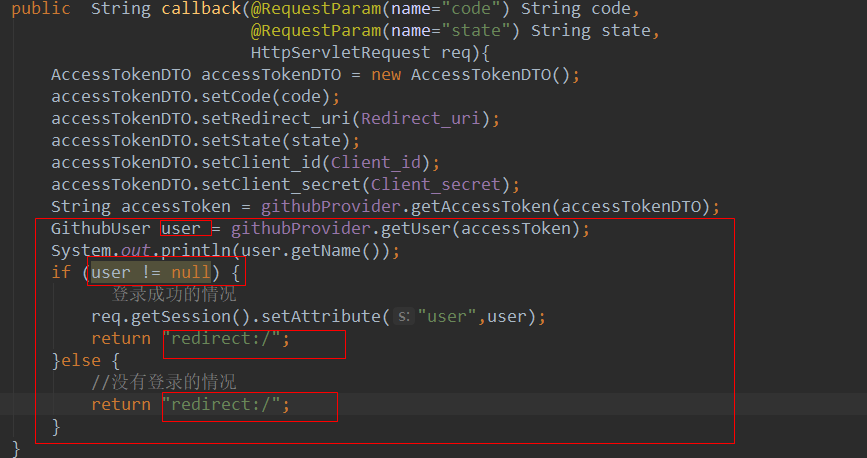 public  String callback(@RequestParam(name="code") String code,
                        @RequestParam(name="state") String state,
                        HttpServletRequest req){
    AccessTokenDTO accessTokenDTO = new AccessTokenDTO();
    accessTokenDTO.setCode(code);
    accessTokenDTO.setRedirect_uri(Redirect_uri);
    accessTokenDTO.setState(state);
    accessTokenDTO.setClient_id(Client_id);
    accessTokenDTO.setClient_secret(Client_secret);
    String accessToken = githubProvider.getAccessToken(accessTokenDTO);
    GithubUser user = githubProvider.getUser(accessToken);
    System.out.println(user.getName());
    if (user != null) {
          登录成功的情况
        req.getSession().setAttribute( s: "user",user);
        return "redirect:/";
    }else {
        //没有登录的情况
        return "redirect:/";
    }
}